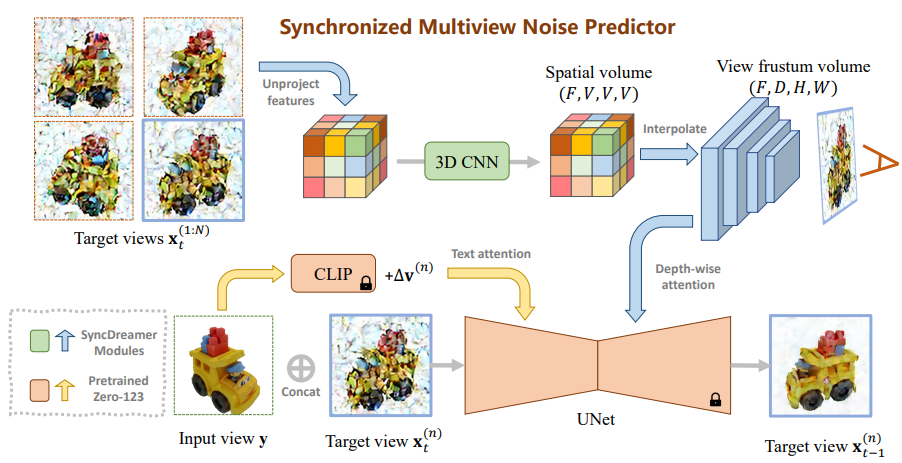 Synchronized Multiview Noise Predictor
Unproject
features
3D CNN
Spatial volume
(F, V, V, V)
Interpolate
View frustum volume
(F, D, H, W)
Target views x_t^{(1:N)}
CLIP
+Δv^{(n)}
Text attention
Depth-wise
attention
SyncDreamer
Modules
Pretrained
Zero-123
Concat
UNet
Input view y
Target view x_t^{(n)}
Target view x_{t-1}^{(n)}